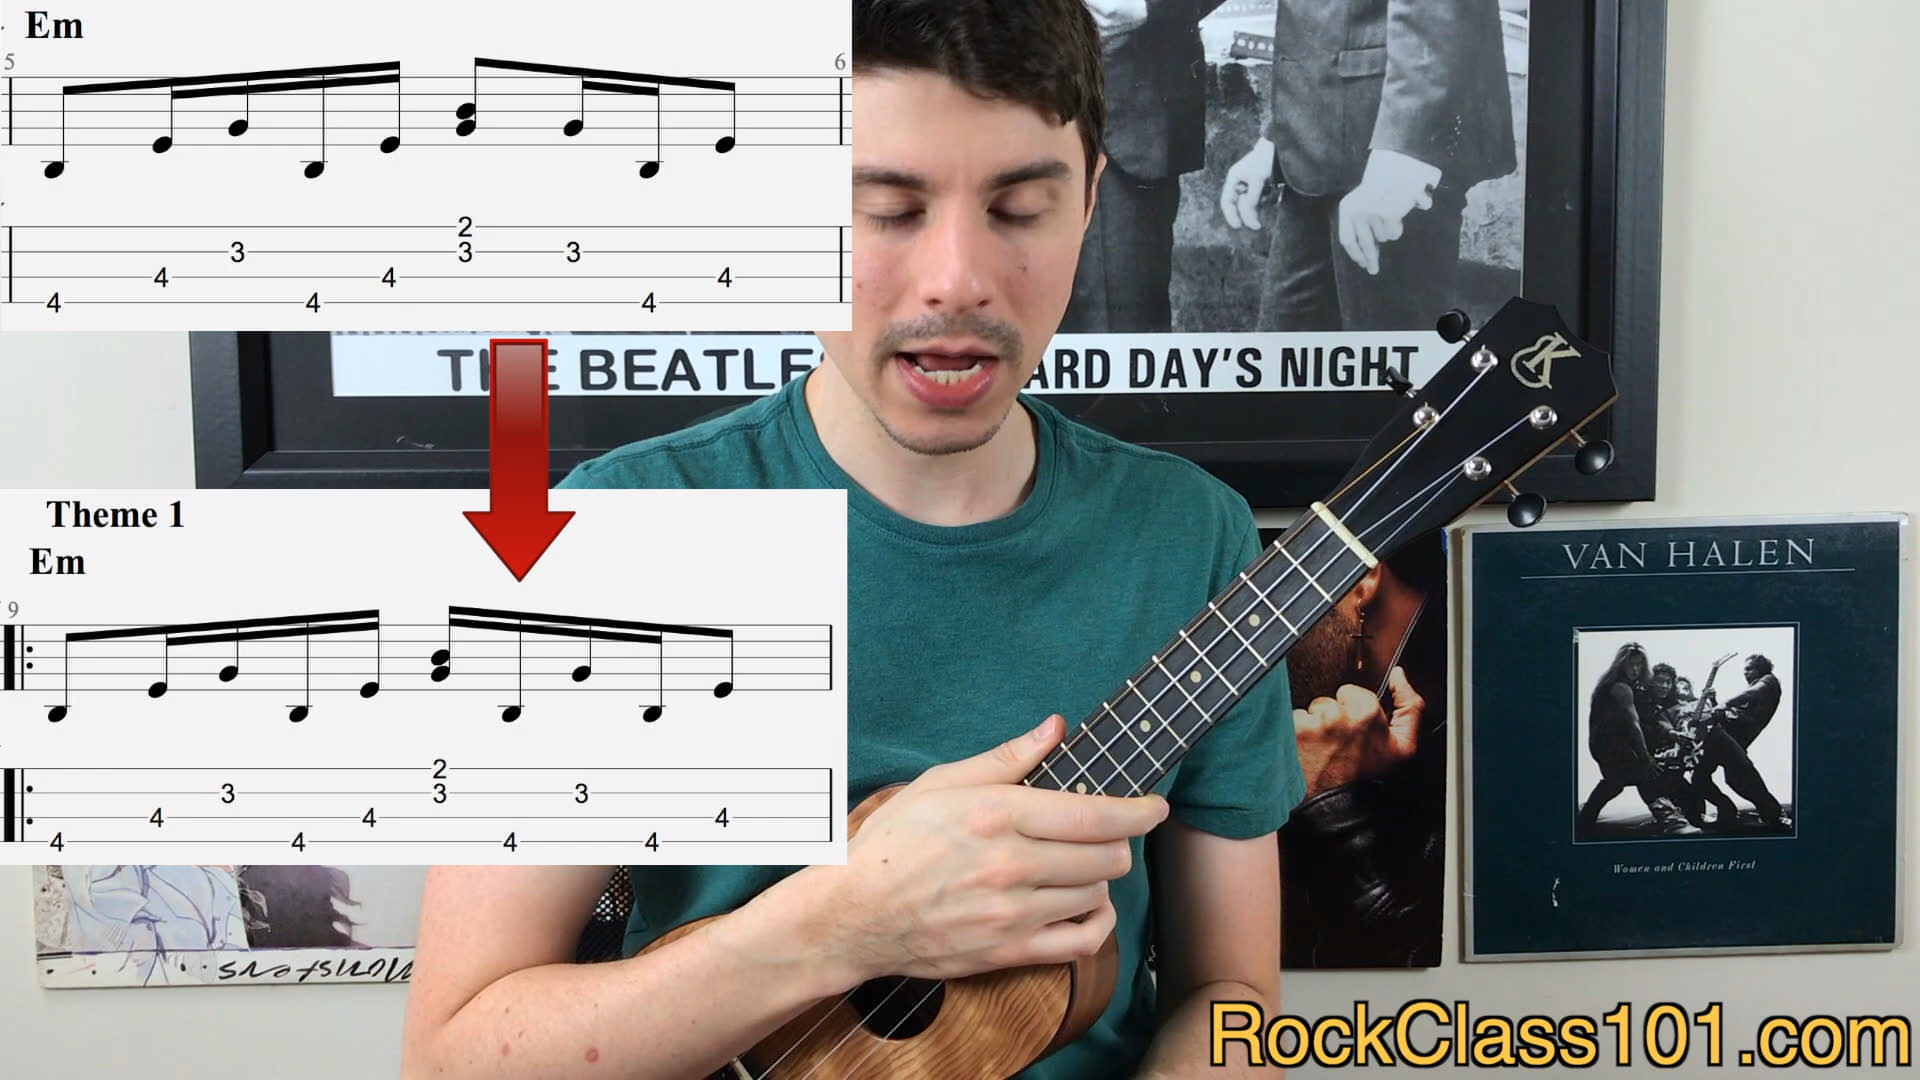 Em
5
6
2
3 3 3
4 4 4
4 4 4
THE BEATLE
ARD DAY'S NIGHT
K
Theme 1
Em
9
2
3 3 3
4 4 4
4 4 4 4
VAN HALEN
Women and Children First
Monsters
RockClass101.com